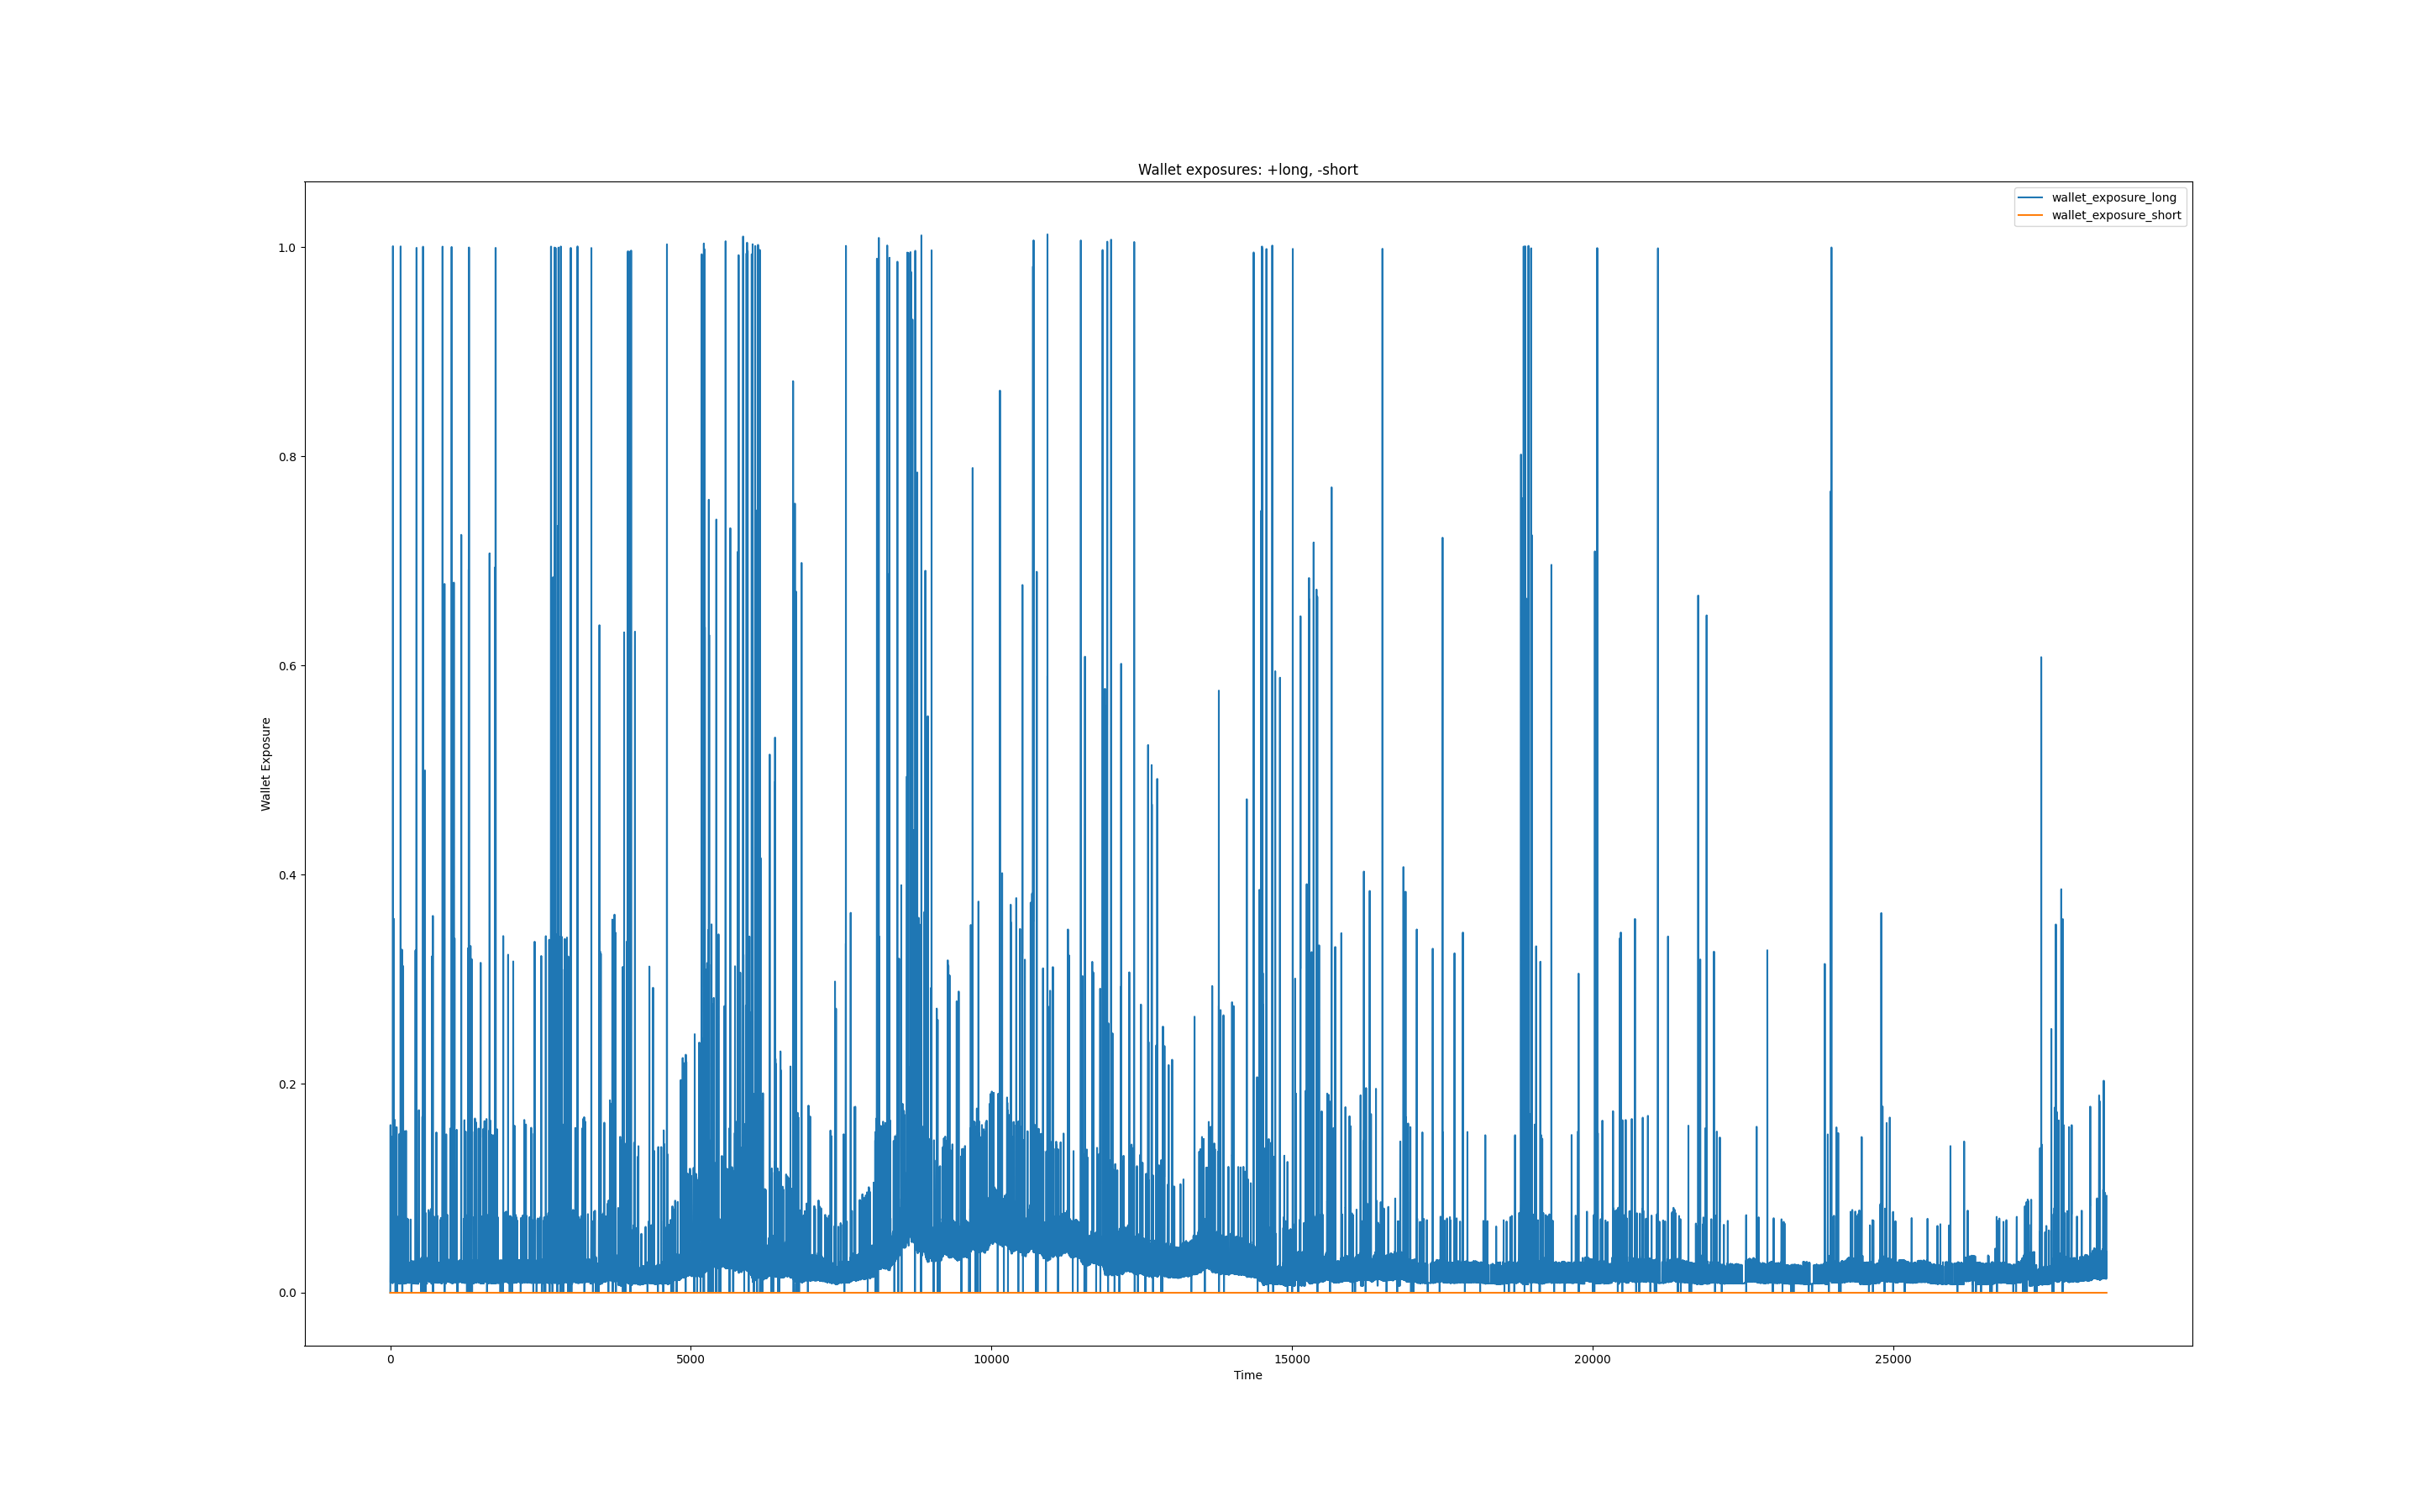 Wallet exposures: +long, -short
wallet_exposure_long
wallet_exposure_short
1.0
0.8
0.6
0.4
0.2
0.0
Wallet Exposure
0 5000 10000 15000 20000 25000
Time